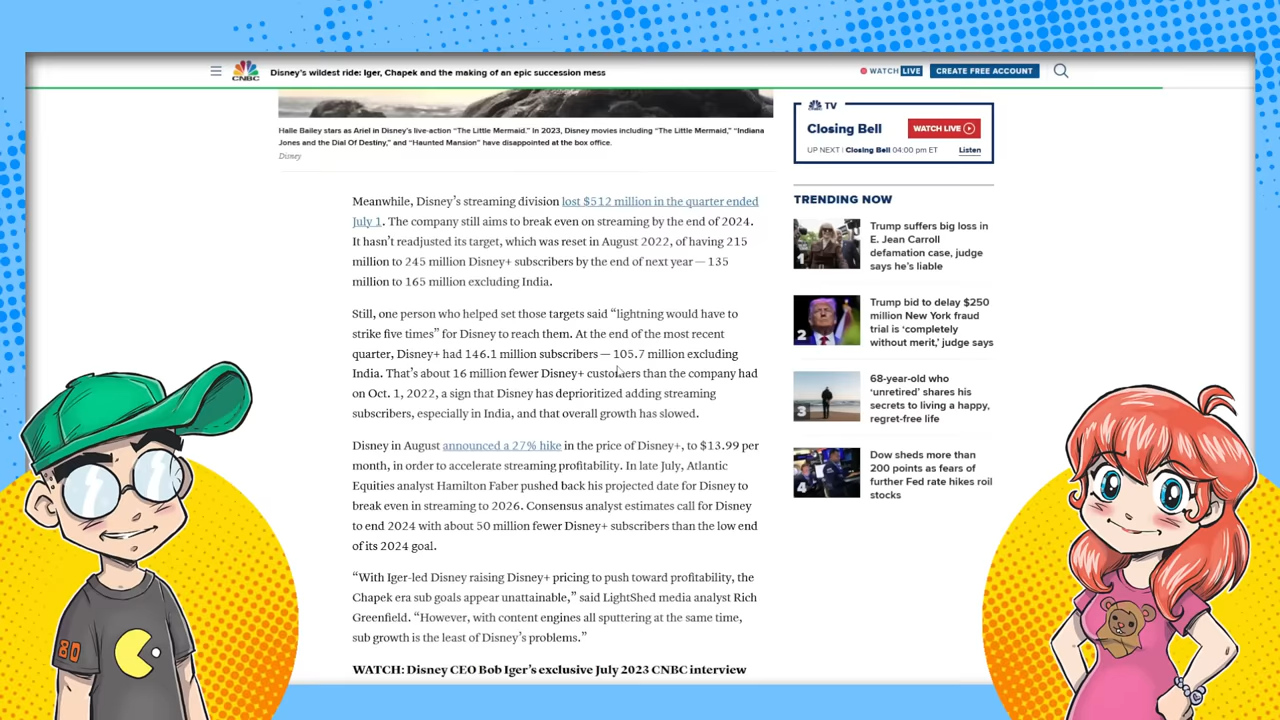 CNBC
Disney's wildest ride: Iger, Chapek and the making of an epic succession mess
WATCH LIVE
CREATE FREE ACCOUNT
Halle Bailey stars as Ariel in Disney's live-action “The Little Mermaid.” In 2023, Disney movies including “The Little Mermaid,” “Indiana
Jones and the Dial Of Destiny,” and “Haunted Mansion” have disappointed at the box office.
Disney
Meanwhile, Disney’s streaming division lost $512 million in the quarter ended
July 1. The company still aims to break even on streaming by the end of 2024.
It hasn’t readjusted its target, which was reset in August 2022, of having 215
million to 245 million Disney+ subscribers by the end of next year — 135
million to 165 million excluding India.
Still, one person who helped set those targets said “lightning would have to
strike five times” for Disney to reach them. At the end of the most recent
quarter, Disney+ had 146.1 million subscribers — 105.7 million excluding
India. That’s about 16 million fewer Disney+ customers than the company had
on Oct. 1, 2022, a sign that Disney has deprioritized adding streaming
subscribers, especially in India, and that overall growth has slowed.
Disney in August announced a 27% hike in the price of Disney+, to $13.99 per
month, in order to accelerate streaming profitability. In late July, Atlantic
Equities analyst Hamilton Faber pushed back his projected date for Disney to
break even in streaming to 2026. Consensus analyst estimates call for Disney
to end 2024 with about 50 million fewer Disney+ subscribers than the low end
of its 2024 goal.
“With Iger-led Disney raising Disney+ pricing to push toward profitability, the
Chapek era sub goals appear unattainable,” said LightShed media analyst Rich
Greenfield. “However, with content engines all sputtering at the same time,
sub growth is the least of Disney’s problems.”
WATCH: Disney CEO Bob Iger’s exclusive July 2023 CNBC interview
TV
Closing Bell
WATCH LIVE
UP NEXT | Closing Bell 04:00 pm ET
Listen
TRENDING NOW
1
Trump suffers big loss in
E. Jean Carroll
defamation case, judge
says he's liable
2
Trump bid to delay $250
million New York fraud
trial is ‘completely
without merit,’ judge says
3
68-year-old who
‘unretired’ shares his
secrets to living a happy,
regret-free life
4
Dow sheds more than
200 points as fears of
further Fed rate hikes roil
stocks
80